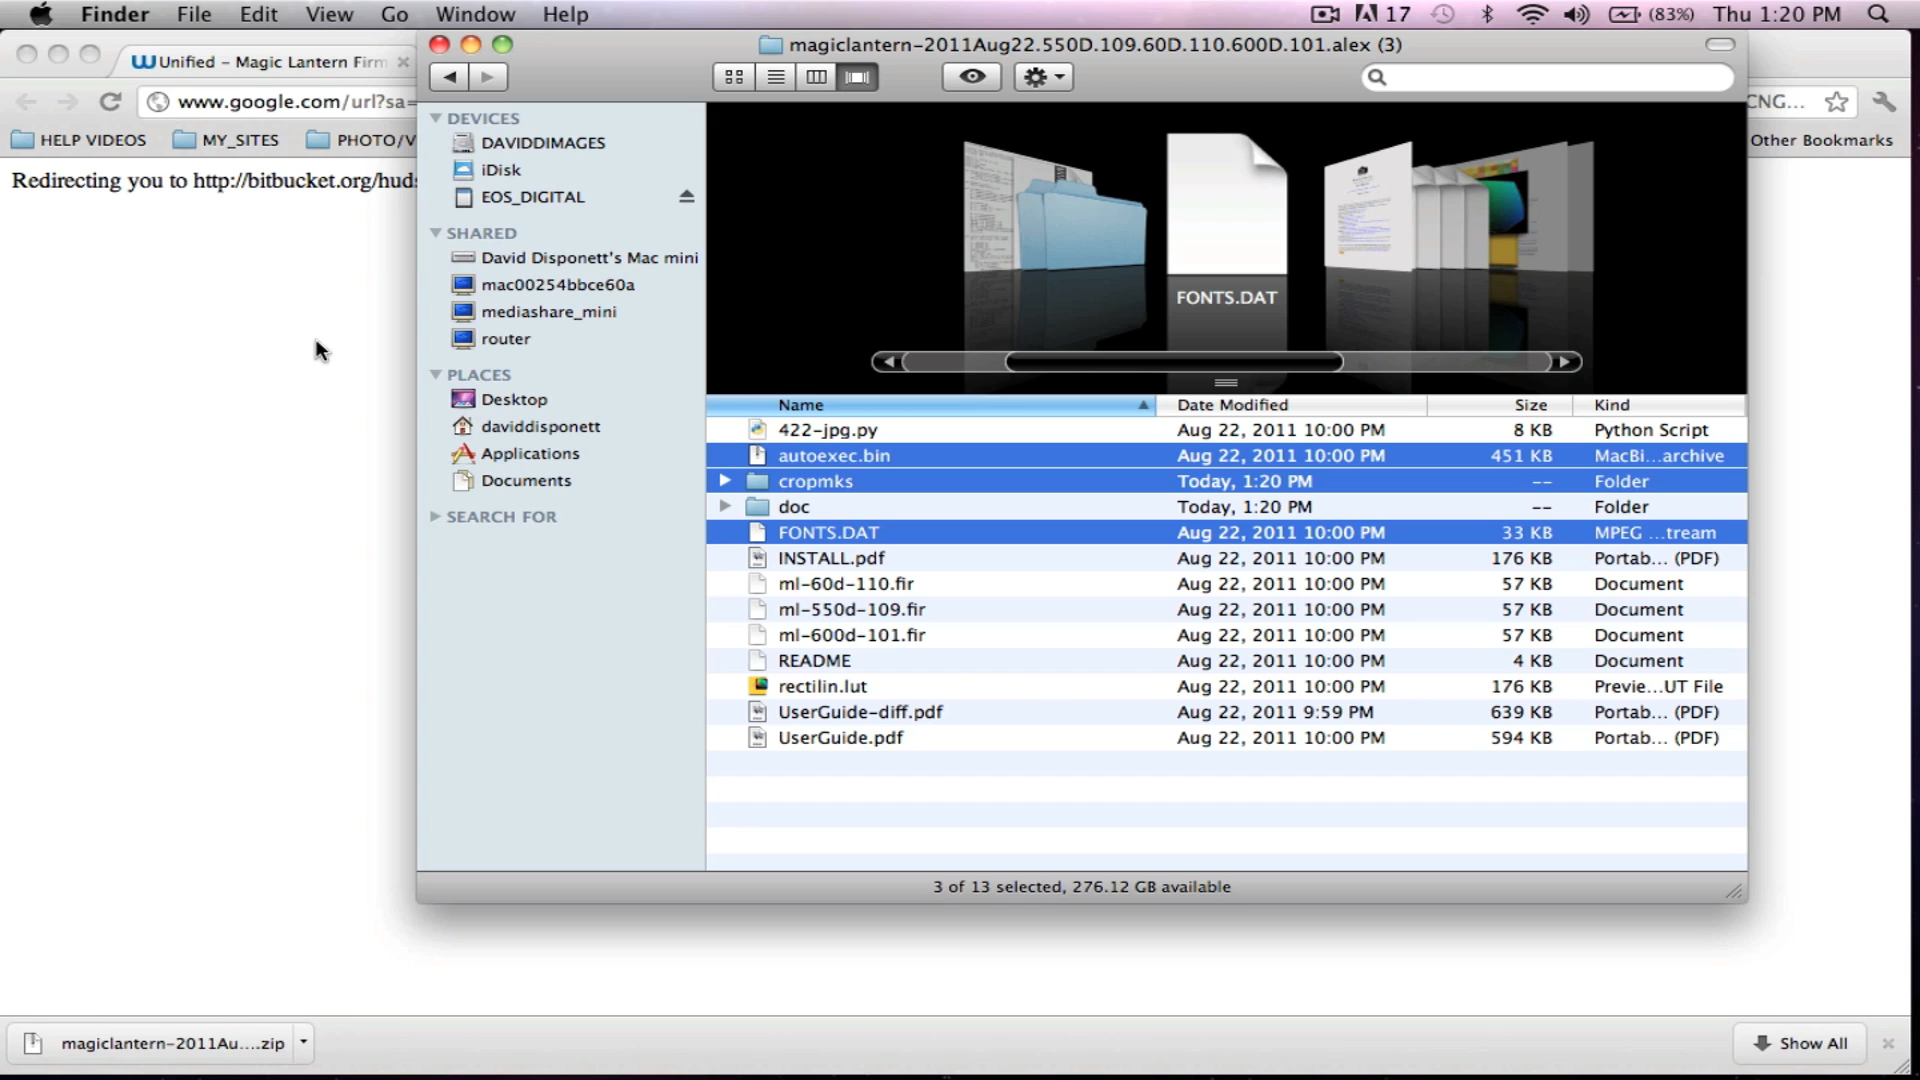 Finder File Edit View Go Window Help
17 (83%) Thu 1:20 PM
Unified – Magic Lantern Firm
magiclantern-2011Aug22.550D.109.60D.110.600D.101.alex (3)
www.google.com/url?sa=
CNG...
HELP VIDEOS MY_SITES PHOTO/V
Other Bookmarks
Redirecting you to http://bitbucket.org/huds
DEVICES
DAVIDDIMAGES
iDisk
EOS_DIGITAL
SHARED
David Disponett's Mac mini
mac00254bbce60a
mediashare_mini
router
PLACES
Desktop
daviddisponett
Applications
Documents
SEARCH FOR
FONTS.DAT
Name Date Modified Size Kind
422-jpg.py Aug 22, 2011 10:00 PM 8 KB Python Script
autoexec.bin Aug 22, 2011 10:00 PM 451 KB MacBi...archive
cropmks Today, 1:20 PM -- Folder
doc Today, 1:20 PM -- Folder
FONTS.DAT Aug 22, 2011 10:00 PM 33 KB MPEG ...tream
INSTALL.pdf Aug 22, 2011 10:00 PM 176 KB Portab... (PDF)
ml-60d-110.fir Aug 22, 2011 10:00 PM 57 KB Document
ml-550d-109.fir Aug 22, 2011 10:00 PM 57 KB Document
ml-600d-101.fir Aug 22, 2011 10:00 PM 57 KB Document
README Aug 22, 2011 10:00 PM 4 KB Document
rectilin.lut Aug 22, 2011 10:00 PM 176 KB Previe...UT File
UserGuide-diff.pdf Aug 22, 2011 9:59 PM 639 KB Portab... (PDF)
UserGuide.pdf Aug 22, 2011 10:00 PM 594 KB Portab... (PDF)
3 of 13 selected, 276.12 GB available
magiclantern-2011Au....zip
Show All